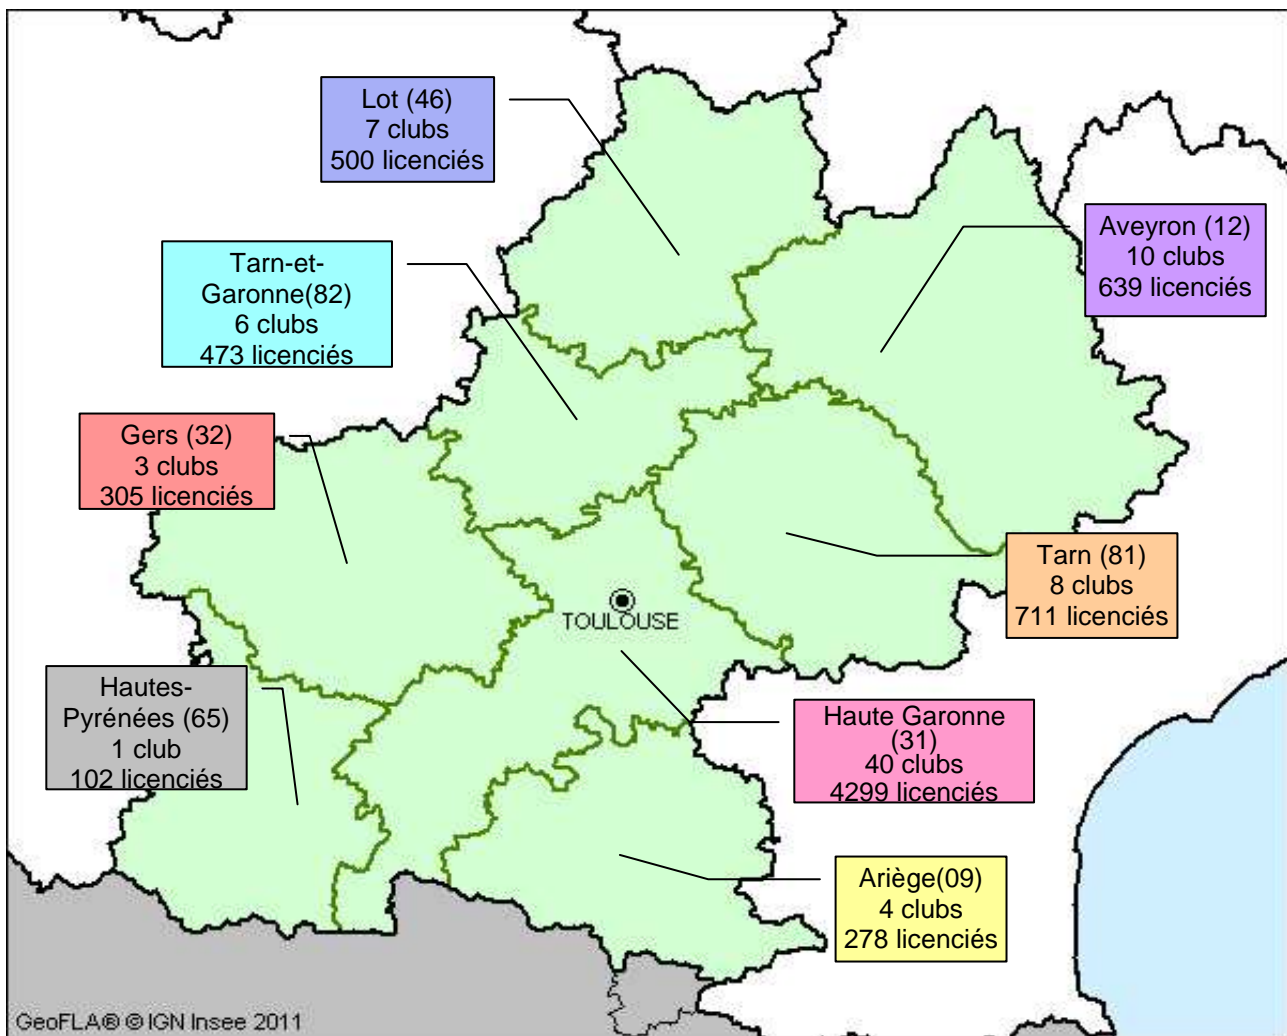 Lot (46)
7 clubs
500 licenciés
Aveyron (12)
10 clubs
639 licenciés
Tarn-et-
Garonne(82)
6 clubs
473 licenciés
Gers (32)
3 clubs
305 licenciés
Tarn (81)
8 clubs
711 licenciés
TOULOUSE
Hautes-
Pyrénées (65)
1 club
102 licenciés
Haute Garonne
(31)
40 clubs
4299 licenciés
Ariège(09)
4 clubs
278 licenciés
GeoFLA® © IGN Insee 2011